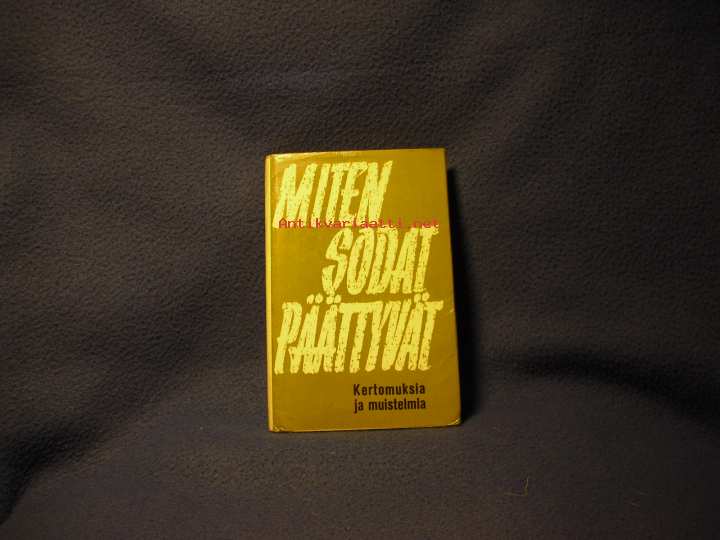 MITEN
Antikvariaatti.net
SODAT
PÄÄTTYVÄT
Kertomuksia
ja muistelmia